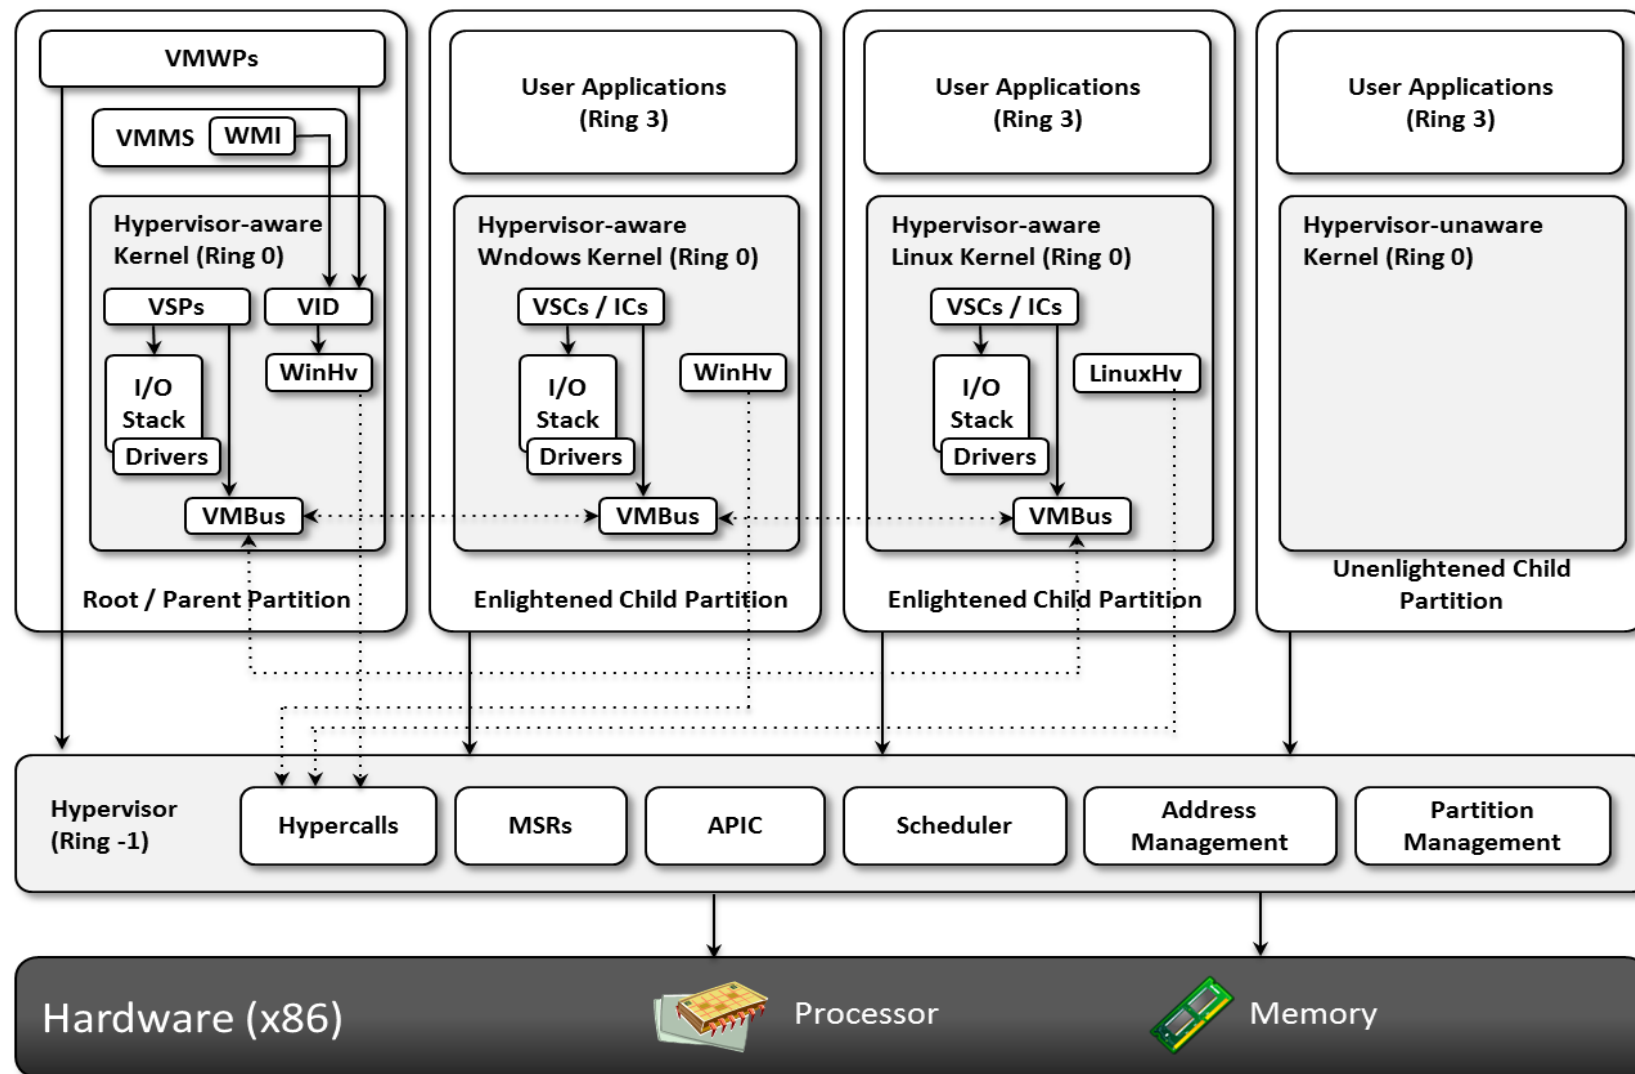 VMWPs
VMMS
WMI
Hypervisor-aware
Kernel (Ring 0)
VSPs
VID
WinHv
I/O
Stack
Drivers
VMBus
Root / Parent Partition
User Applications
(Ring 3)
Hypervisor-aware
Wndows Kernel (Ring 0)
VSCs / ICs
WinHv
I/O
Stack
Drivers
VMBus
Enlightened Child Partition
User Applications
(Ring 3)
Hypervisor-aware
Linux Kernel (Ring 0)
VSCs / ICs
LinuxHv
I/O
Stack
Drivers
VMBus
Enlightened Child Partition
User Applications
(Ring 3)
Hypervisor-unaware
Kernel (Ring 0)
Unenlightened Child
Partition
Hypervisor
(Ring -1)
Hypercalls
MSRs
APIC
Scheduler
Address
Management
Partition
Management
Hardware (x86)
Processor
Memory